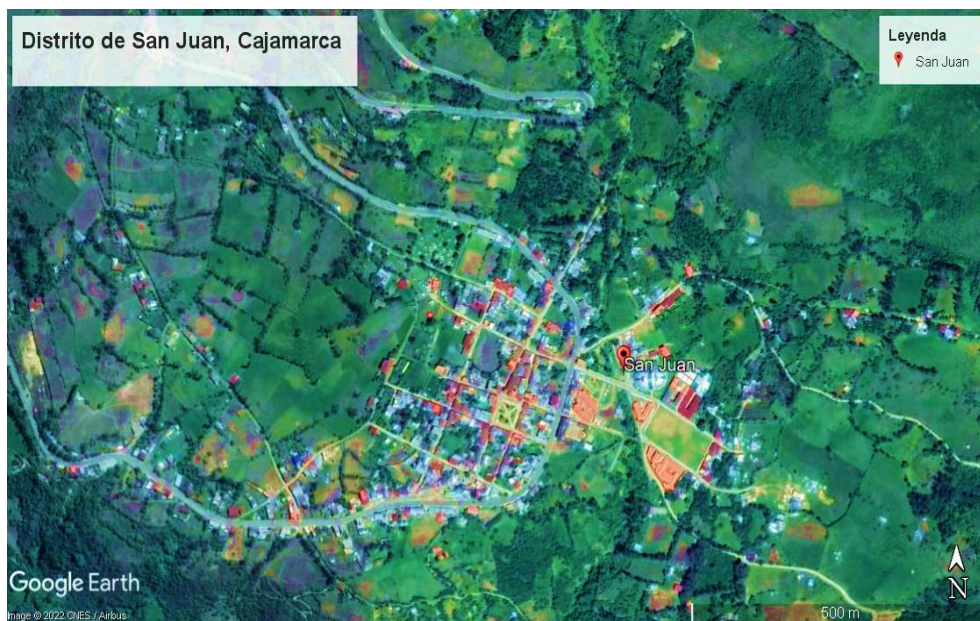 Distrito de San Juan, Cajamarca
Leyenda
San Juan
San Juan
Google Earth
Image © 2022 CNES / Airbus
N
500 m